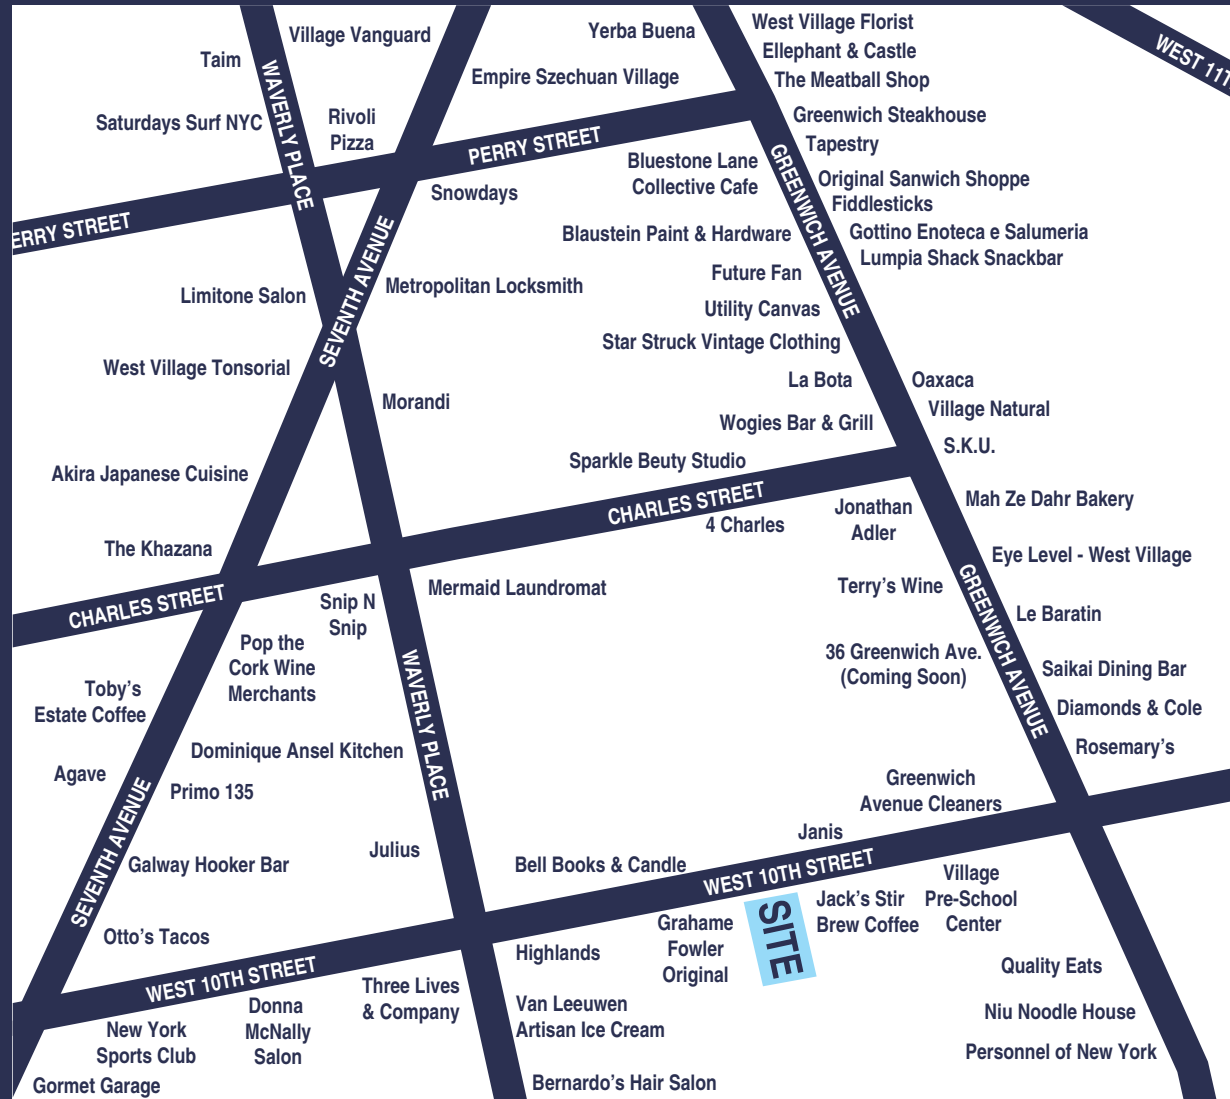 Village Vanguard
Yerba Buena
West Village Florist
Ellephant & Castle
The Meatball Shop
WEST 11T
Taim
WAVERLY PLACE
Empire Szechuan Village
Saturdays Surf NYC
Rivoli
Pizza
PERRY STREET
Greenwich Steakhouse
Tapestry
GREENWICH AVENUE
Bluestone Lane
Collective Cafe
Original Sanwich Shoppe
Fiddlesticks
Snowdays
ERRY STREET
Blaustein Paint & Hardware
Gottino Enoteca e Salumeria
Lumpia Shack Snackbar
SEVENTH AVENUE
Limitone Salon
Metropolitan Locksmith
Future Fan
Utility Canvas
Star Struck Vintage Clothing
West Village Tonsorial
Morandi
La Bota
Oaxaca
Village Natural
Wogies Bar & Grill
S.K.U.
Akira Japanese Cuisine
Sparkle Beuty Studio
CHARLES STREET
4 Charles
Jonathan
Adler
Mah Ze Dahr Bakery
The Khazana
Eye Level - West Village
CHARLES STREET
Snip N
Snip
Mermaid Laundromat
Terry's Wine
GREENWICH AVENUE
Le Baratin
Pop the
Cork Wine
Merchants
WAVERLY PLACE
36 Greenwich Ave.
(Coming Soon)
Saikai Dining Bar
Toby's
Estate Coffee
Diamonds & Cole
Dominique Ansel Kitchen
Rosemary's
Agave
Primo 135
Greenwich
Avenue Cleaners
SEVENTH AVENUE
Galway Hooker Bar
Julius
Bell Books & Candle
Janis
WEST 10TH STREET
Village
Pre-School
Center
Jack's Stir
Brew Coffee
SITE
Grahame
Fowler
Original
Otto's Tacos
Highlands
WEST 10TH STREET
Quality Eats
Three Lives
& Company
Donna
McNally
Salon
New York
Sports Club
Van Leeuwen
Artisan Ice Cream
Niu Noodle House
Personnel of New York
Gormet Garage
Bernardo's Hair Salon